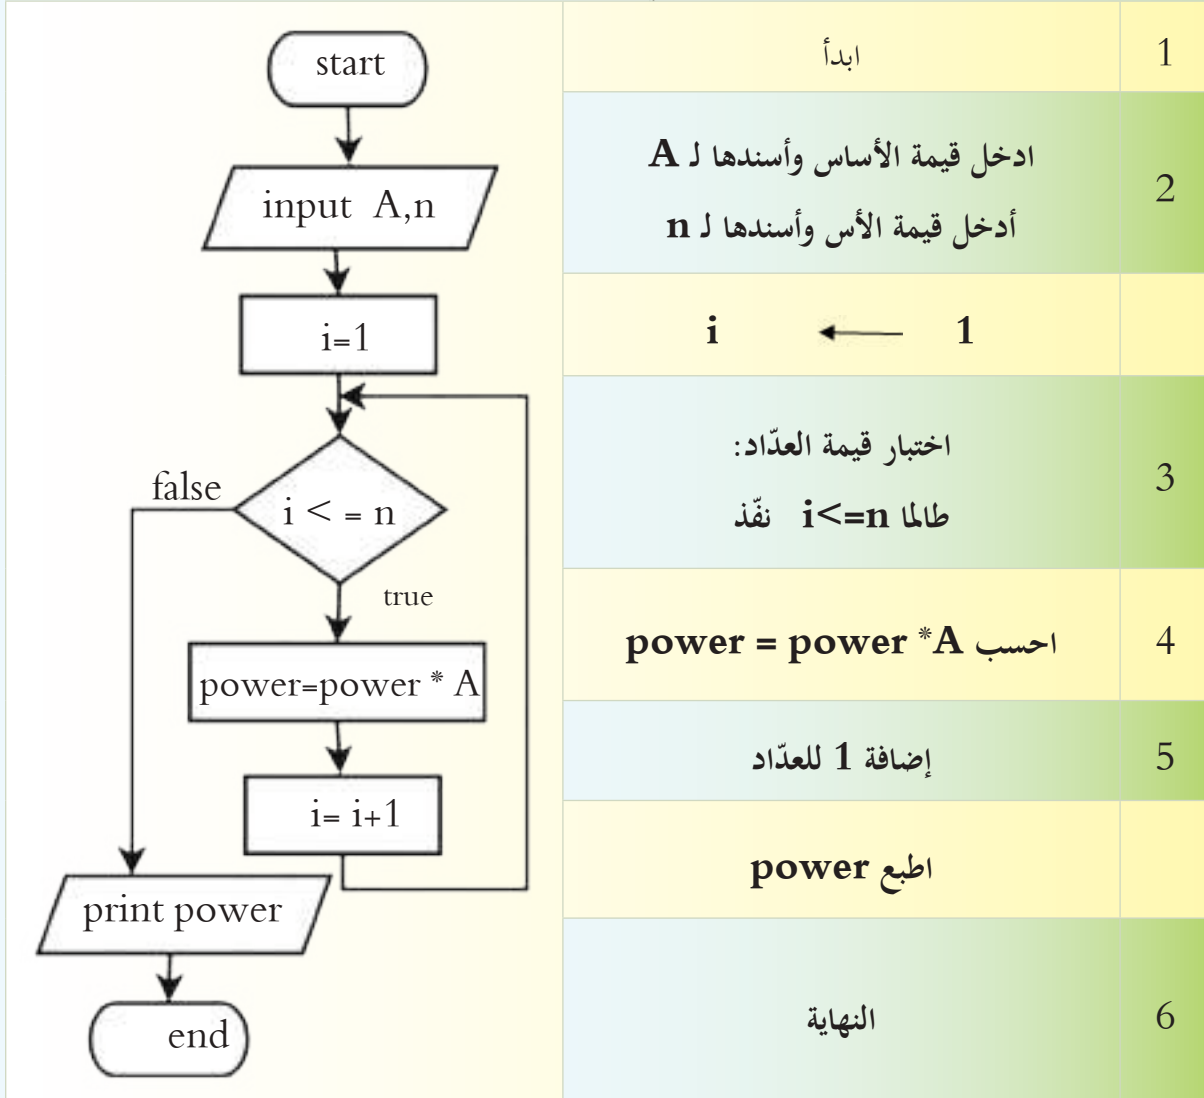 start
input A,n
i=1
i < = n
false
true
power=power * A
i= i+1
print power
end
1 ابدأ
2
ادخل قيمة الأساس وأسندها لـ A
أدخل قيمة الأس وأسندها لـ n
1 ← i
3
اختبار قيمة العدّاد:
طالما i<=n نفّذ
4 احسب power = power *A
5 إضافة 1 للعدّاد
اطبع power
6 النهاية